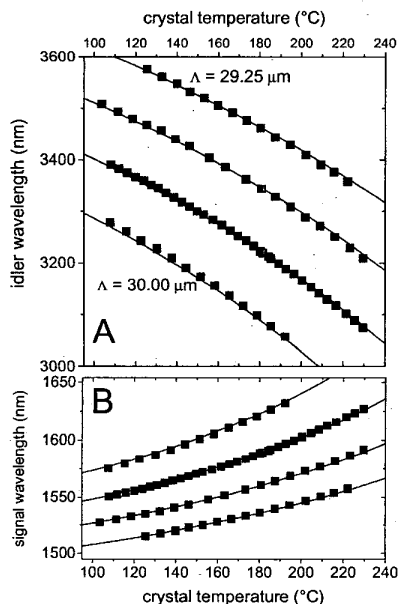 crystal temperature (°C)
100 120 140 160 180 200 220 240
3600
Λ = 29.25 μm
3400
idler wavelength (nm)
3200
Λ = 30.00 μm
A
3000
1650
B
signal wavelength (nm)
1600
1550
1500
100 120 140 160 180 200 220 240
crystal temperature (°C)